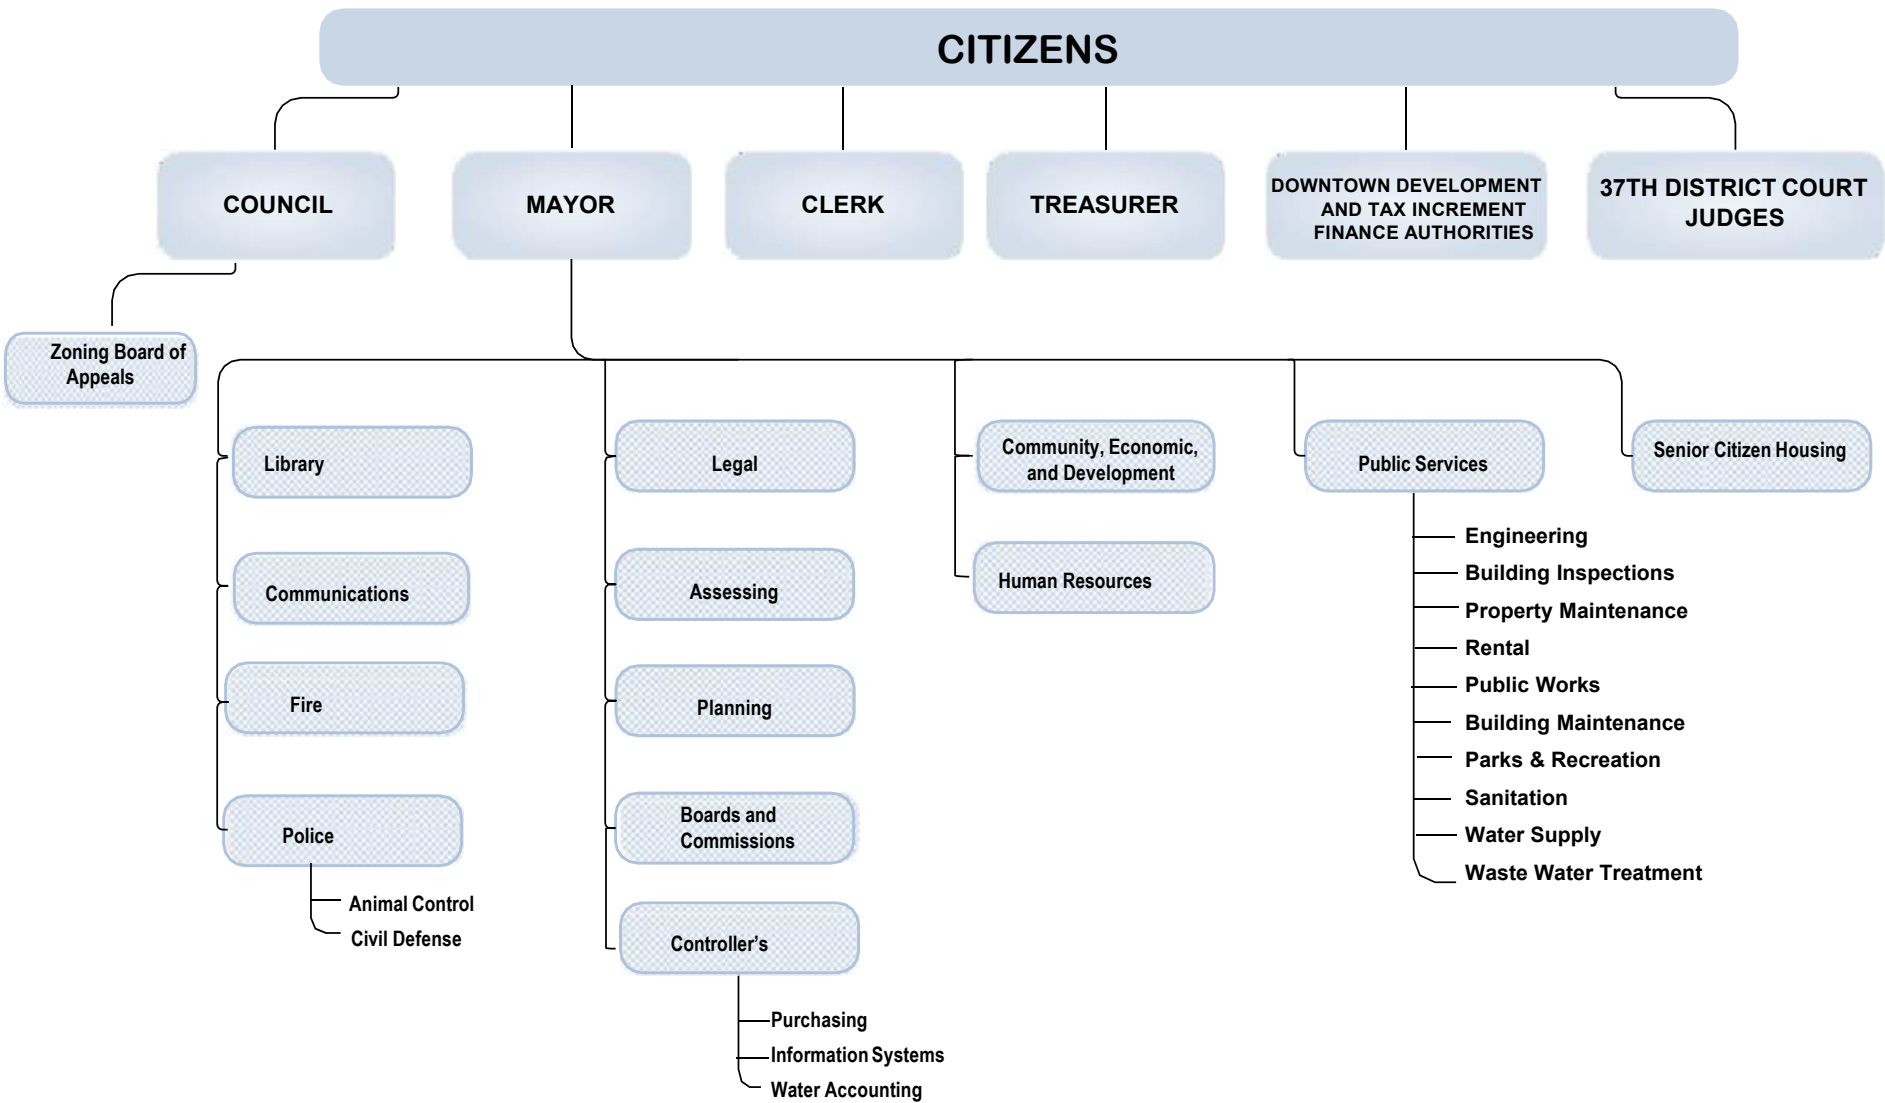 CITIZENS
COUNCIL
MAYOR
CLERK
TREASURER
DOWNTOWN DEVELOPMENT
AND TAX INCREMENT
FINANCE AUTHORITIES
37TH DISTRICT COURT
JUDGES
Zoning Board of
Appeals
Library
Communications
Fire
Police
Animal Control
Civil Defense
Legal
Assessing
Planning
Boards and
Commissions
Controller’s
Purchasing
Information Systems
Water Accounting
Community, Economic,
and Development
Human Resources
Public Services
Engineering
Building Inspections
Property Maintenance
Rental
Public Works
Building Maintenance
Parks & Recreation
Sanitation
Water Supply
Waste Water Treatment
Senior Citizen Housing